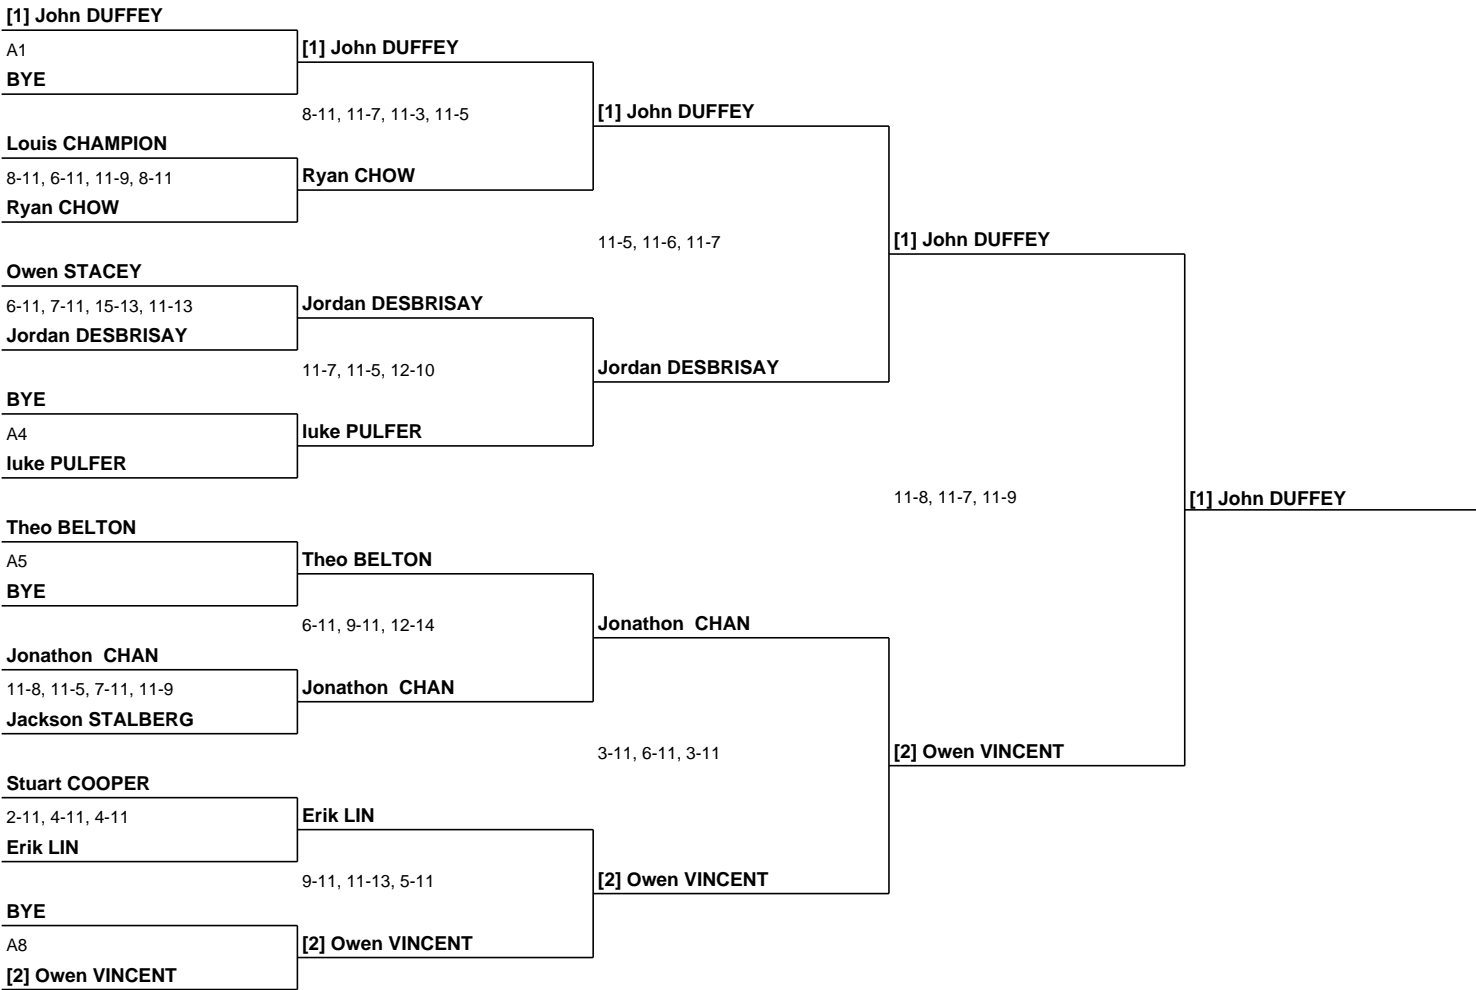 [1] John DUFFEY
A1
BYE
Louis CHAMPION
8-11, 6-11, 11-9, 8-11
Ryan CHOW
Owen STACEY
6-11, 7-11, 15-13, 11-13
Jordan DESBRISAY
BYE
A4
luke PULFER
Theo BELTON
A5
BYE
Jonathon  CHAN
11-8, 11-5, 7-11, 11-9
Jackson STALBERG
Stuart COOPER
2-11, 4-11, 4-11
Erik LIN
BYE
A8
[2] Owen VINCENT
[1] John DUFFEY
8-11, 11-7, 11-3, 11-5
Ryan CHOW
Jordan DESBRISAY
11-7, 11-5, 12-10
luke PULFER
Theo BELTON
6-11, 9-11, 12-14
Jonathon  CHAN
Erik LIN
9-11, 11-13, 5-11
[2] Owen VINCENT
[1] John DUFFEY
11-5, 11-6, 11-7
Jordan DESBRISAY
Jonathon  CHAN
3-11, 6-11, 3-11
[2] Owen VINCENT
[1] John DUFFEY
11-8, 11-7, 11-9
[2] Owen VINCENT
[1] John DUFFEY